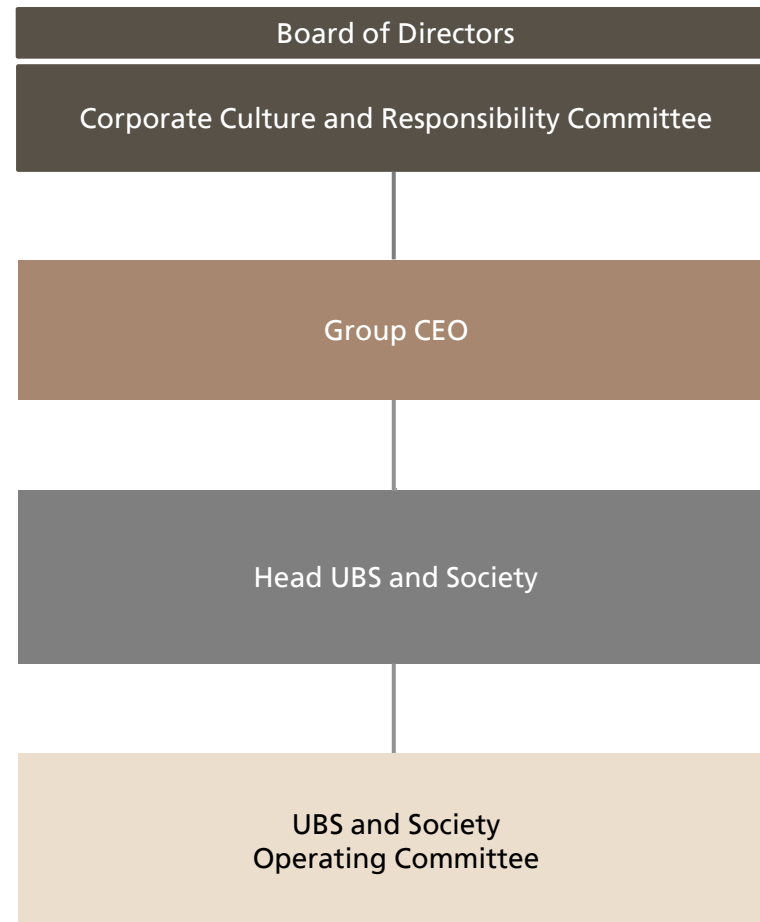 Board of Directors
Corporate Culture and Responsibility Committee
Group CEO
Head UBS and Society
UBS and Society
Operating Committee